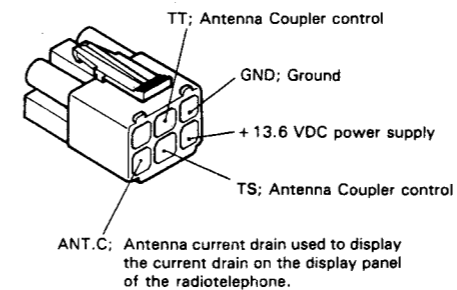 TT; Antenna Coupler control
GND; Ground
+ 13.6 VDC power supply
TS; Antenna Coupler control
ANT.C; Antenna current drain used to display
the current drain on the display panel
of the radiotelephone.